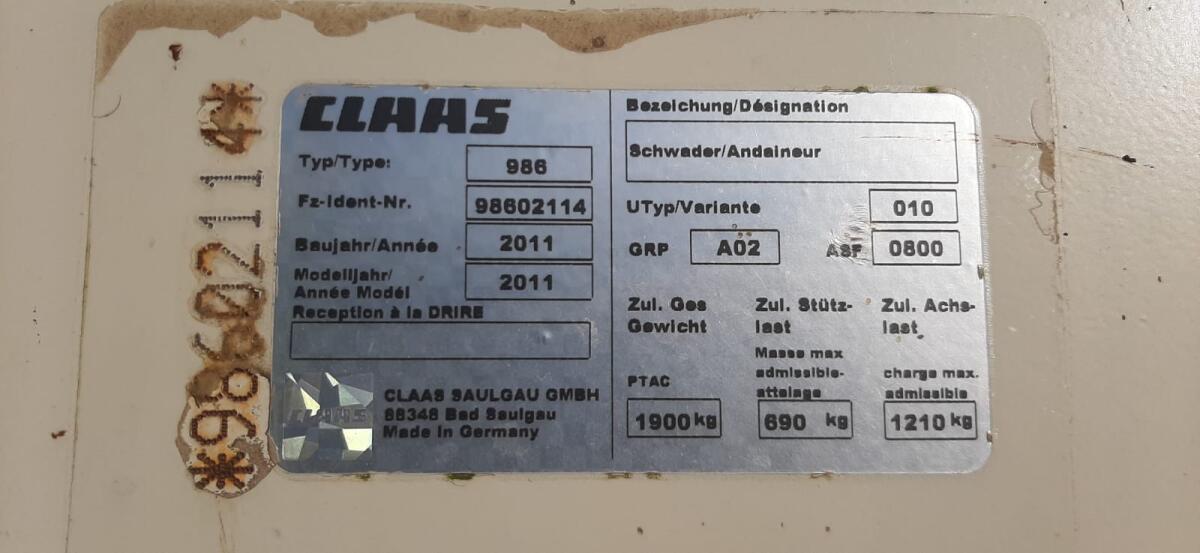 *98602114*
CLAAS
Typ/Type: 986
Fz-Ident-Nr. 98602114
Baujahr/Année 2011
Modelljahr/
Année Modél 2011
Reception à la DRIRE
CLAAS
CLAAS SAULGAU GMBH
88348 Bad Saulgau
Made in Germany
Bezeichung/Désignation
Schwader/Andaineur
UTyp/Variante 010
GRP A02 ASF 0800
Zul. Ges Zul. Stütz- Zul. Achs-
Gewicht last last
Masse max
admissible- charge max.
PTAC attelage admissible
1900 kg 690 kg 1210 kg